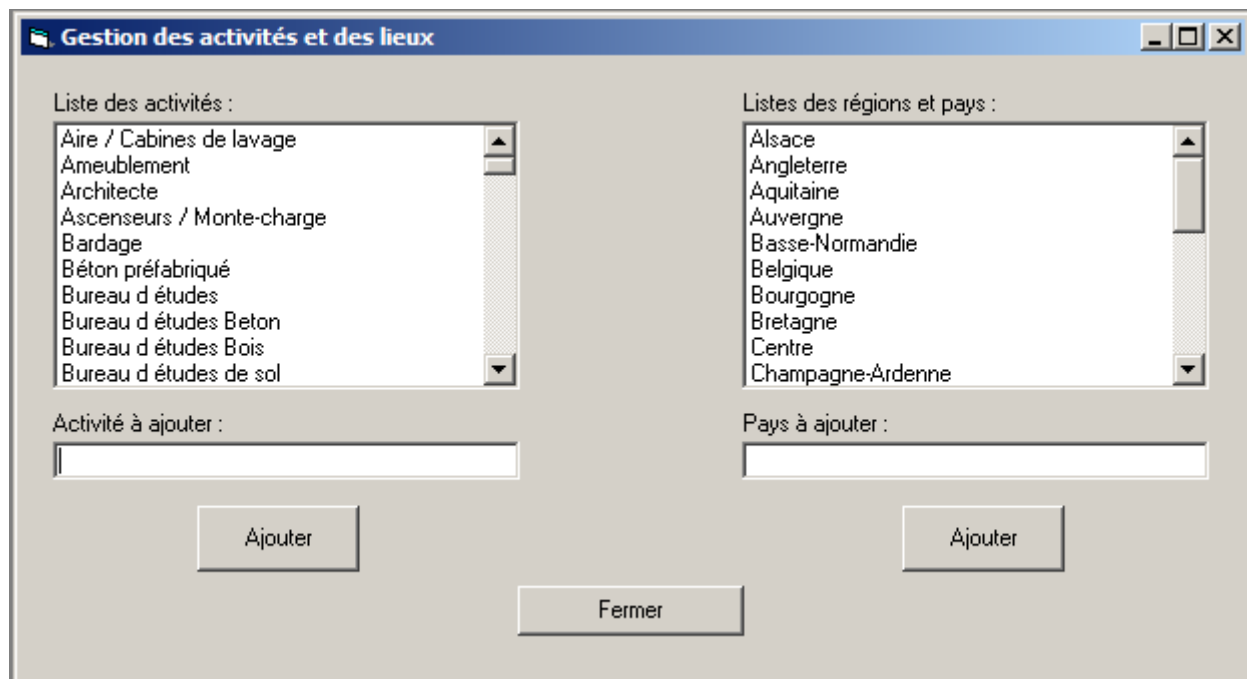 Gestion des activités et des lieux
Liste des activités :
Aire / Cabines de lavage
Ameublement
Architecte
Ascenseurs / Monte-charge
Bardage
Béton préfabriqué
Bureau d études
Bureau d études Beton
Bureau d études Bois
Bureau d études de sol
Activité à ajouter :
Ajouter
Listes des régions et pays :
Alsace
Angleterre
Aquitaine
Auvergne
Basse-Normandie
Belgique
Bourgogne
Bretagne
Centre
Champagne-Ardenne
Pays à ajouter :
Ajouter
Fermer